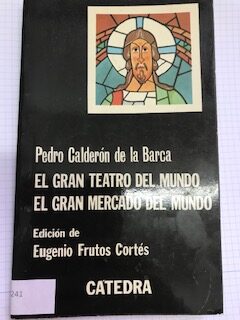 Pedro Calderón de la Barca
EL GRAN TEATRO DEL MUNDO
EL GRAN MERCADO DEL MUNDO
Edición de
Eugenio Frutos Cortés
241
CATEDRA